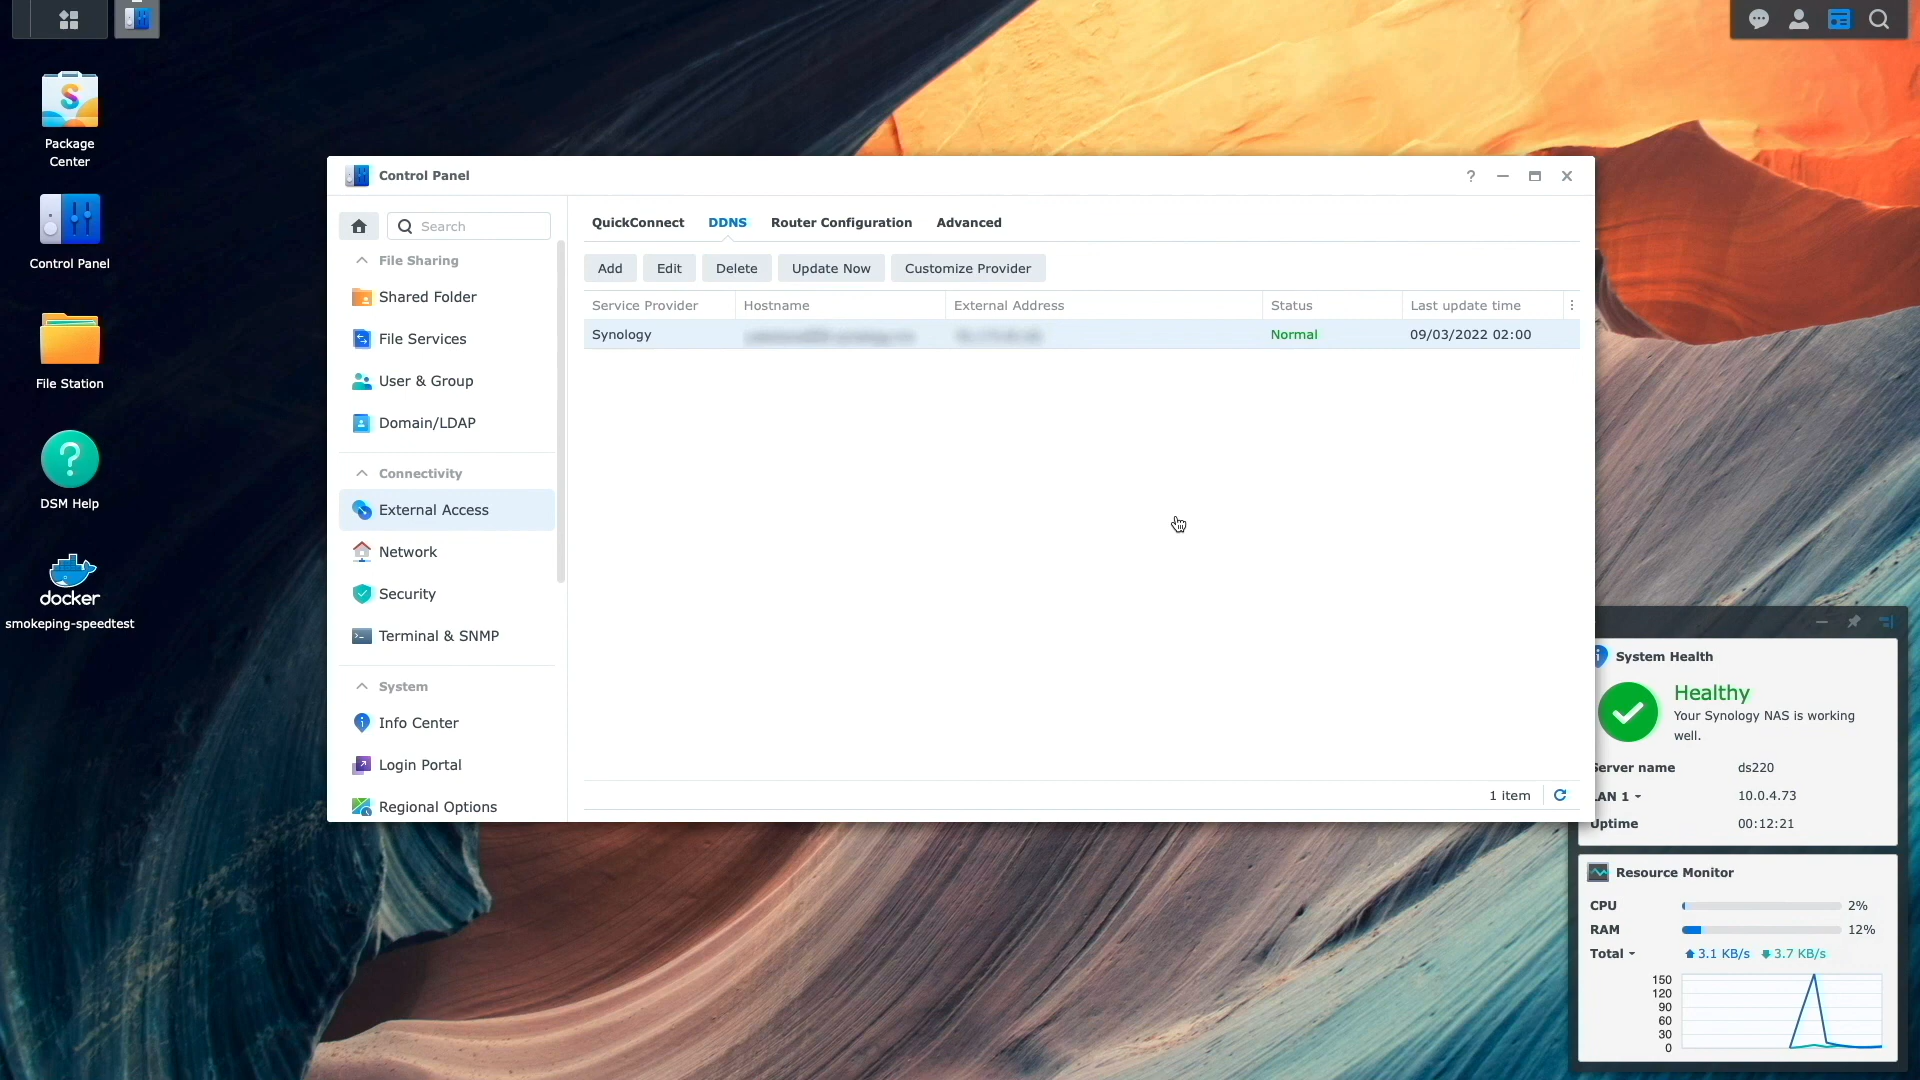 Package
Center
Control Panel
File Station
DSM Help
docker
smokeping-speedtest
Control Panel
Search
File Sharing
Shared Folder
File Services
User & Group
Domain/LDAP
Connectivity
External Access
Network
Security
Terminal & SNMP
System
Info Center
Login Portal
Regional Options
QuickConnect DDNS Router Configuration Advanced
Add Edit Delete Update Now Customize Provider
Service Provider Hostname External Address Status Last update time
Synology Normal 09/03/2022 02:00
1 item
System Health
Healthy
Your Synology NAS is working
well.
Server name ds220
LAN 1 10.0.4.73
Uptime 00:12:21
Resource Monitor
CPU 2%
RAM 12%
Total 3.1 KB/s 3.7 KB/s
150
120
90
60
30
0